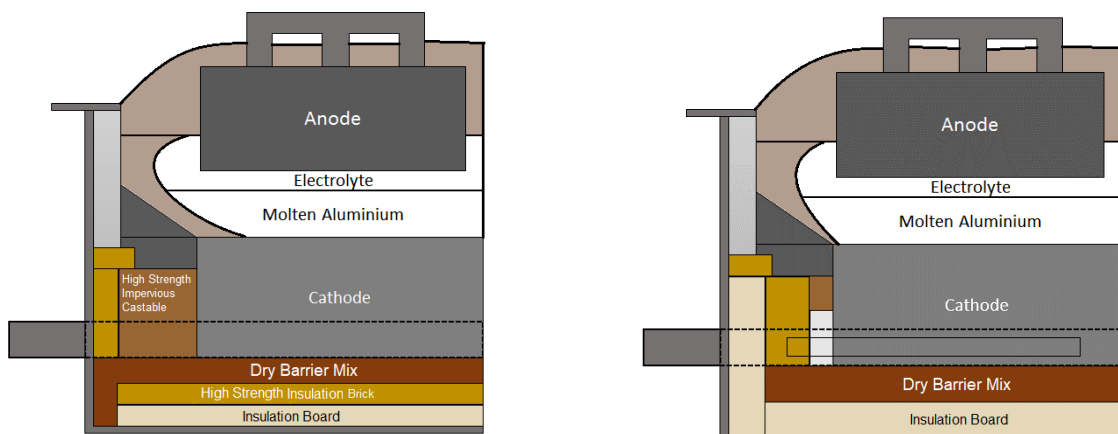 Anode
Electrolyte
Molten Aluminium
High Strength
Impervious
Castable
Cathode
Dry Barrier Mix
High Strength Insulation Brick
Insulation Board
Anode
Electrolyte
Molten Aluminium
Cathode
Dry Barrier Mix
Insulation Board